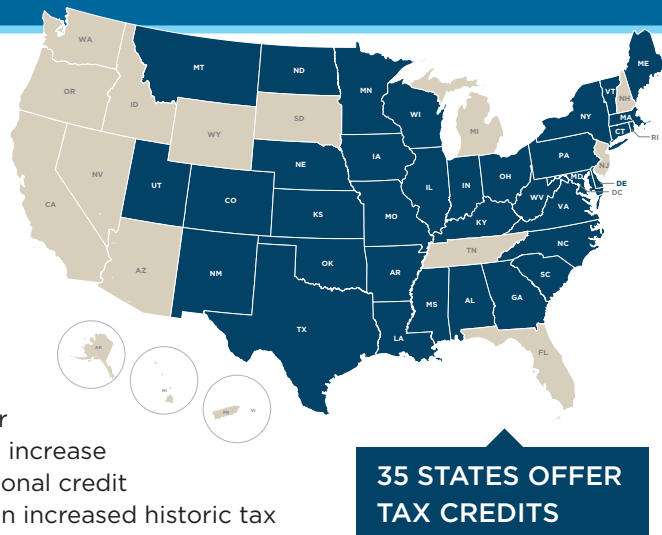 WA
ME
MT
ND
MN
VT
NH
OR
ID
SD
WI
NY
MA
MI
CT
RI
WY
IA
PA
NJ
NE
OH
MD
DE
NV
IL
IN
DC
UT
WV
CO
VA
CA
KS
MO
KY
NC
TN
OK
AZ
NM
AR
SC
MS
AL
GA
TX
LA
FL
AK
HI
PR
VI
r
increase
onal credit
n increased historic tax
35 STATES OFFER
TAX CREDITS